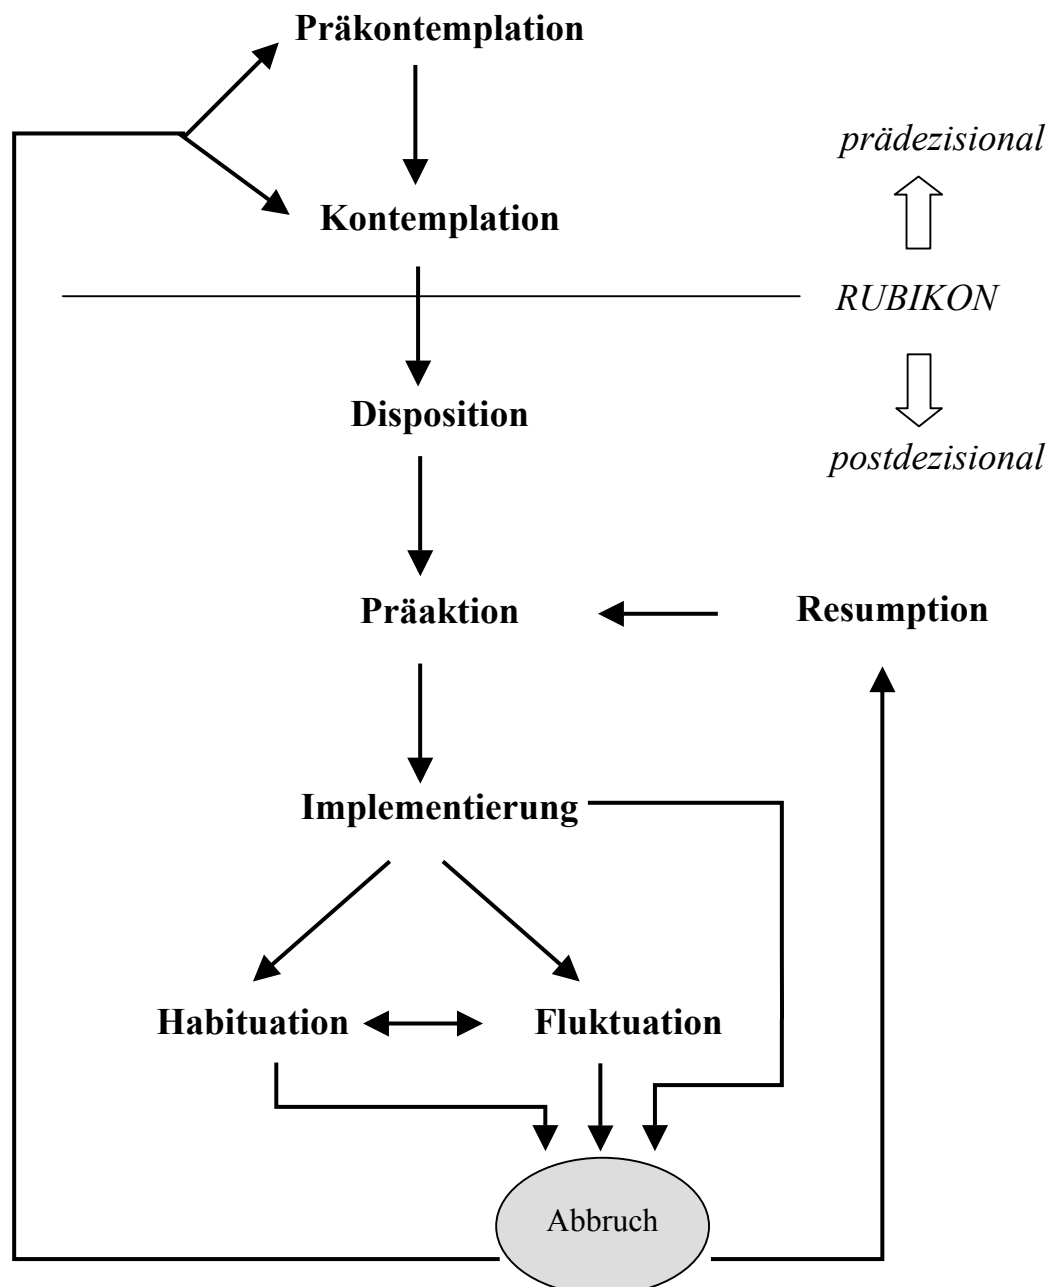 Präkontemplation
prädezisional
Kontemplation
RUBIKON
Disposition
postdezisional
Präaktion
Resumption
Implementierung
Habituation
Fluktuation
Abbruch